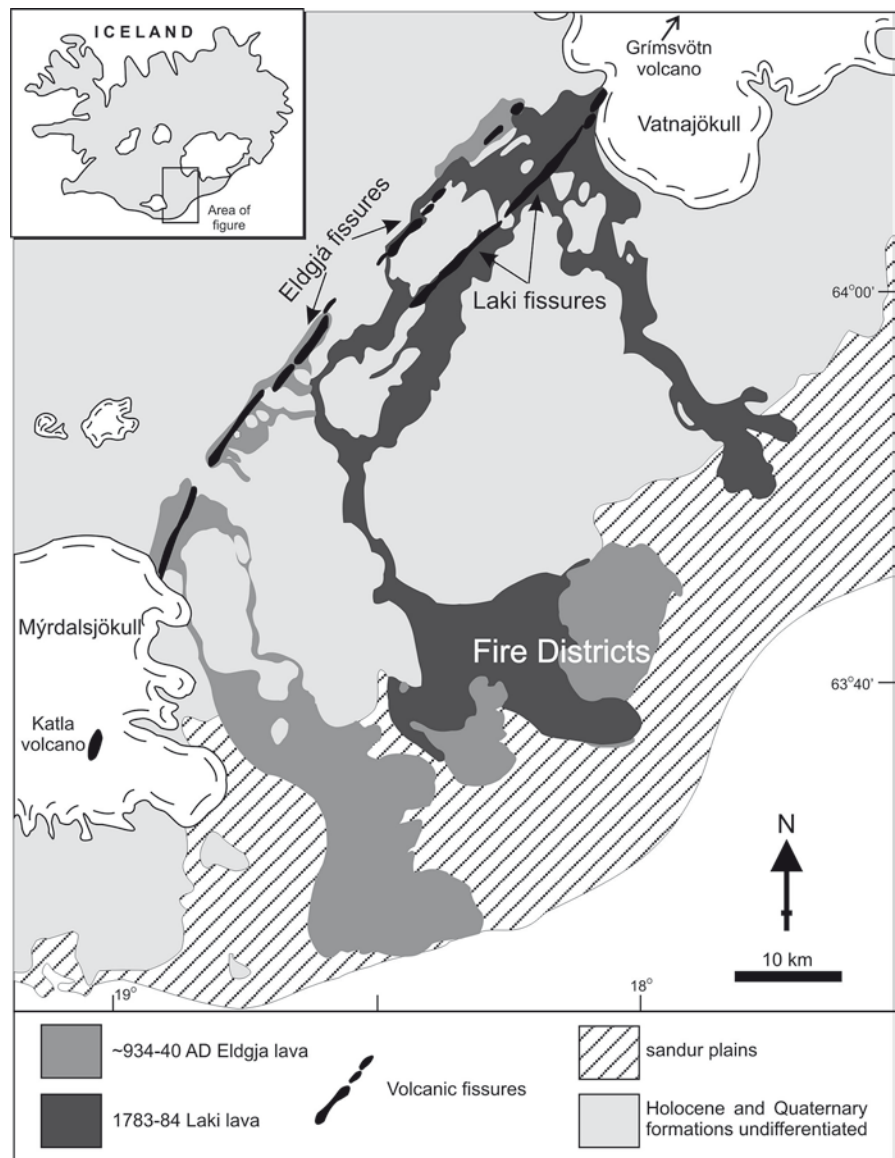 ICELAND
Area of
figure
Grímsvötn
volcano
Vatnajökull
Eldgjá fissures
Laki fissures
64°00'
Fire Districts
Mýrdalsjökull
63°40'
Katla
volcano
N
10 km
19°
18°
~934-40 AD Eldgja lava
1783-84 Laki lava
Volcanic fissures
sandur plains
Holocene and Quaternary
formations undifferentiated